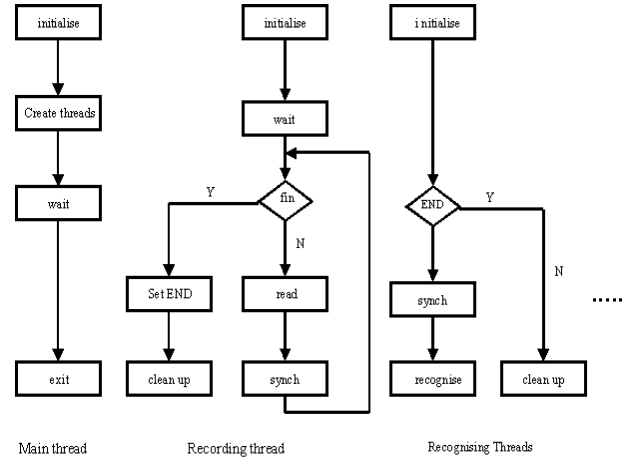 initialise
Create threads
wait
exit
Main thread
initialise
wait
fin
Y
N
Set END
read
clean up
synch
Recording thread
i nitialise
END
Y
N
synch
recognise
clean up
......
Recognising Threads